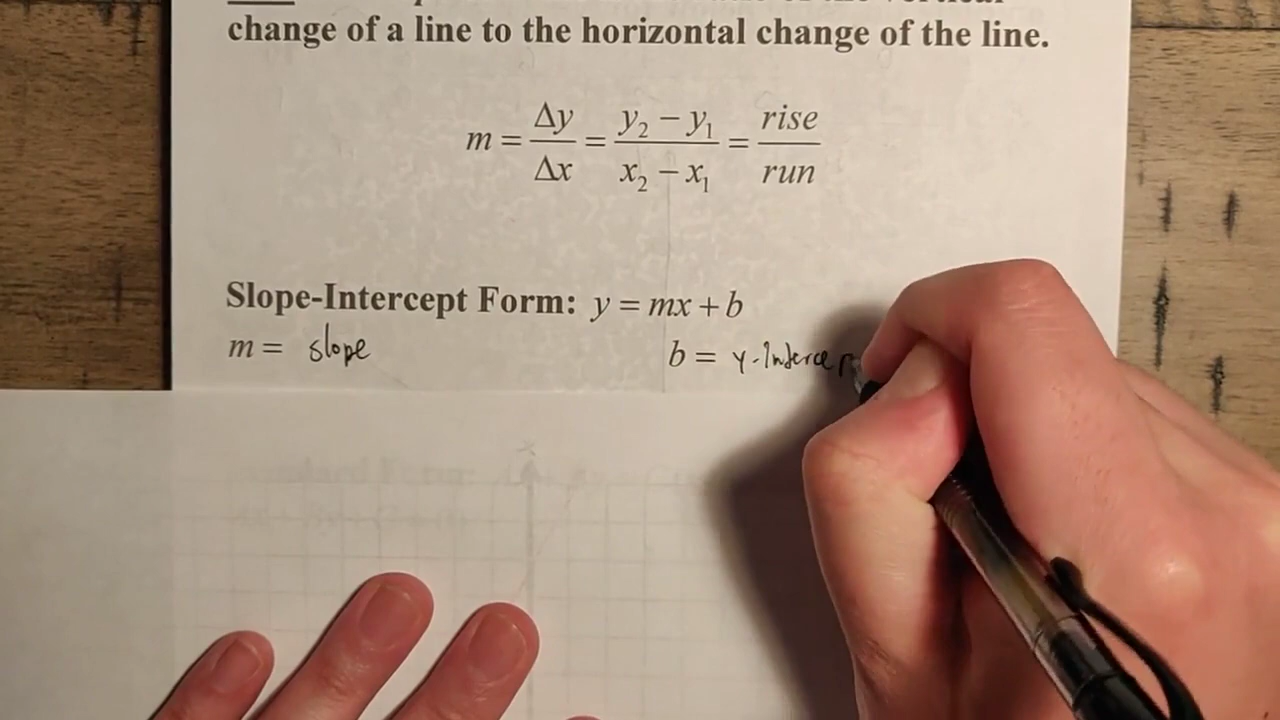 change of a line to the horizontal change of the line.
m = Δy/Δx = y₂ − y₁/x₂ − x₁ = rise/run
Slope-Intercept Form: y = mx + b
m = slope b = y-Intercep